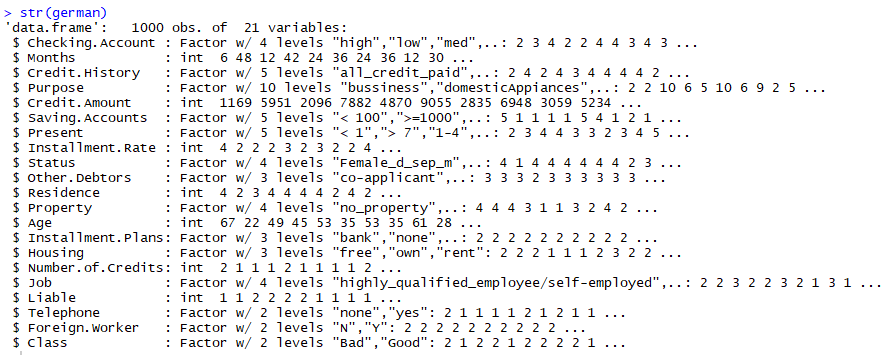 > str(german)
'data.frame':   1000 obs. of  21 variables:
 $ Checking.Account : Factor w/ 4 levels "high","low","med",..: 2 3 4 2 2 4 4 3 4 3 ...
 $ Months           : int  6 48 12 42 24 36 24 36 12 30 ...
 $ Credit.History   : Factor w/ 5 levels "all_credit_paid",..: 2 4 2 4 3 4 4 4 4 2 ...
 $ Purpose          : Factor w/ 10 levels "bussiness","domesticAppiances",..: 2 2 10 6 5 10 6 9 2 5 ...
 $ Credit.Amount    : int  1169 5951 2096 7882 4870 9055 2835 6948 3059 5234 ...
 $ Saving.Accounts  : Factor w/ 5 levels "< 100",">=1000",..: 5 1 1 1 1 5 4 1 2 1 ...
 $ Present          : Factor w/ 5 levels "< 1","> 7","1-4",..: 2 3 4 4 3 3 2 3 4 5 ...
 $ Installment.Rate : int  4 2 2 2 3 2 3 2 2 4 ...
 $ Status           : Factor w/ 4 levels "Female_d_sep_m",..: 4 1 4 4 4 4 4 4 2 3 ...
 $ Other.Debtors    : Factor w/ 3 levels "co-applicant",..: 3 3 3 2 3 3 3 3 3 3 ...
 $ Residence        : int  4 2 3 4 4 4 4 2 4 2 ...
 $ Property         : Factor w/ 4 levels "no_property",..: 4 4 4 3 1 1 3 2 4 2 ...
 $ Age              : int  67 22 49 45 53 35 53 35 61 28 ...
 $ Installment.Plans: Factor w/ 3 levels "bank","none",..: 2 2 2 2 2 2 2 2 2 2 ...
 $ Housing          : Factor w/ 3 levels "free","own","rent": 2 2 2 1 1 1 2 3 2 2 ...
 $ Number.of.Credits: int  2 1 1 1 2 1 1 1 1 2 ...
 $ Job              : Factor w/ 4 levels "highly_qualified_employee/self-employed",..: 2 2 3 2 2 3 2 1 3 1 ...
 $ Liable           : int  1 1 2 2 2 2 1 1 1 1 ...
 $ Telephone        : Factor w/ 2 levels "none","yes": 2 1 1 1 1 2 1 2 1 1 ...
 $ Foreign.Worker   : Factor w/ 2 levels "N","Y": 2 2 2 2 2 2 2 2 2 2 ...
 $ Class            : Factor w/ 2 levels "Bad","Good": 2 1 2 2 1 2 2 2 2 1 ...